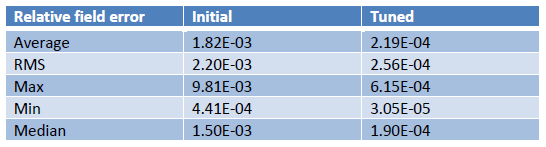 Relative field error Initial Tuned
Average 1.82E-03 2.19E-04
RMS 2.20E-03 2.56E-04
Max 9.81E-03 6.15E-04
Min 4.41E-04 3.05E-05
Median 1.50E-03 1.90E-04